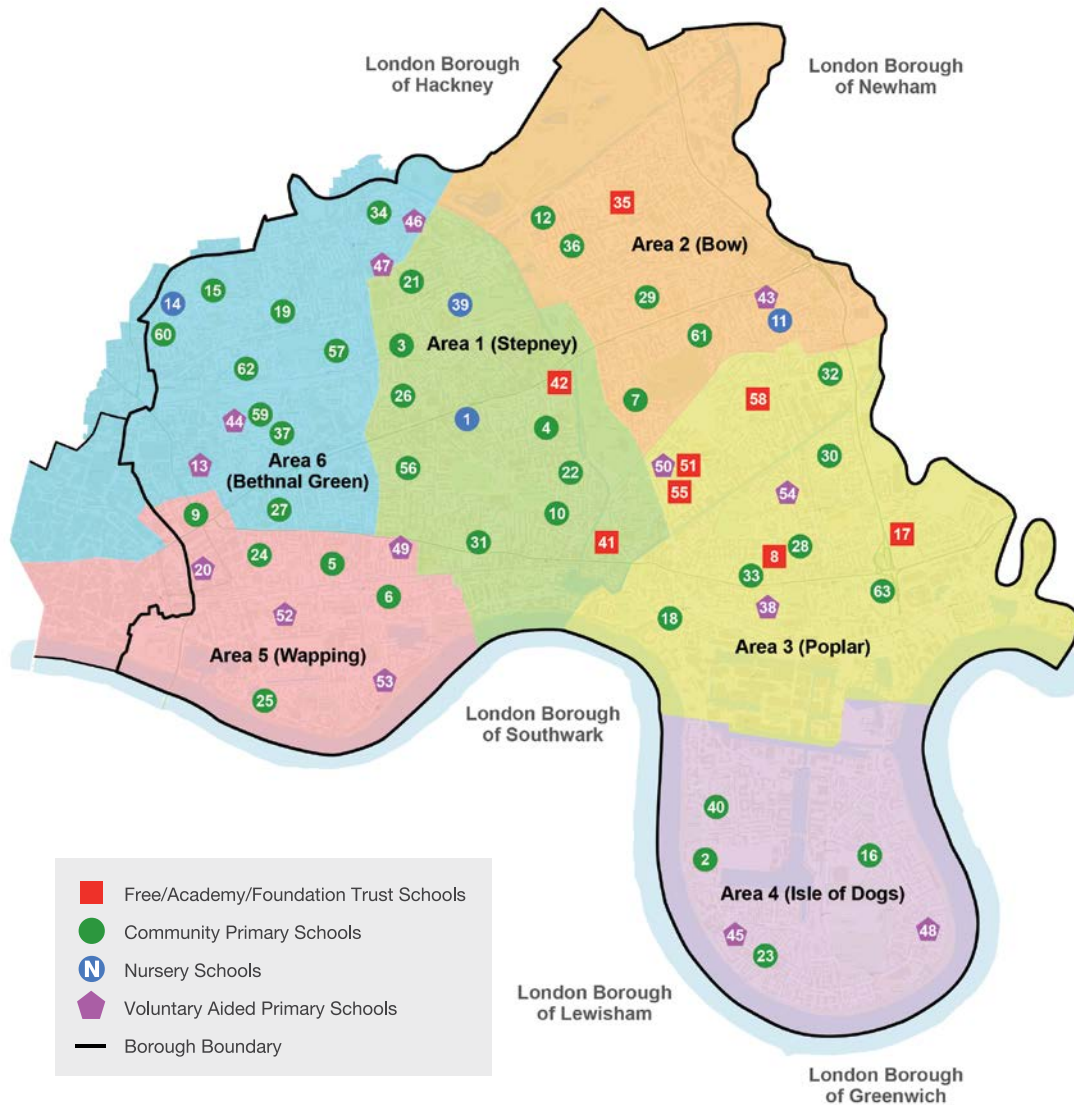 London Borough
of Hackney
London Borough
of Newham
35
34
46
12
36
Area 2 (Bow)
47
21
15
14
39
29
43
19
11
60
3
Area 1 (Stepney)
61
57
62
42
32
26
58
7
59
1
44
4
37
Area 6
(Bethnal Green)
13
56
22
50
51
30
55
54
27
9
10
17
24
49
31
41
28
20
5
8
33
6
63
52
38
18
Area 5 (Wapping)
Area 3 (Poplar)
53
25
London Borough
of Southwark
40
2
16
Area 4 (Isle of Dogs)
45
48
23
Free/Academy/Foundation Trust Schools
Community Primary Schools
N
Nursery Schools
Voluntary Aided Primary Schools
Borough Boundary
London Borough
of Lewisham
London Borough
of Greenwich